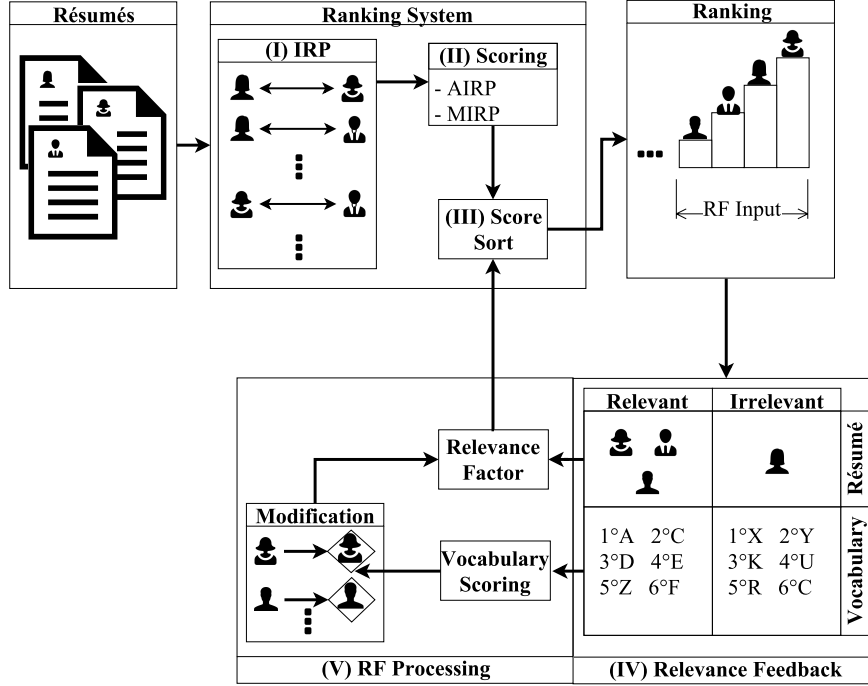 Résumés
Ranking System
Ranking
(I) IRP
(II) Scoring
- AIRP
- MIRP
(III) Score
Sort
RF Input
Relevant
Irrelevant
Résumé
Relevance
Factor
Modification
Vocabulary
Scoring
1°A 2°C
3°D 4°E
5°Z 6°F
1°X 2°Y
3°K 4°U
5°R 6°C
Vocabulary
(V) RF Processing
(IV) Relevance Feedback